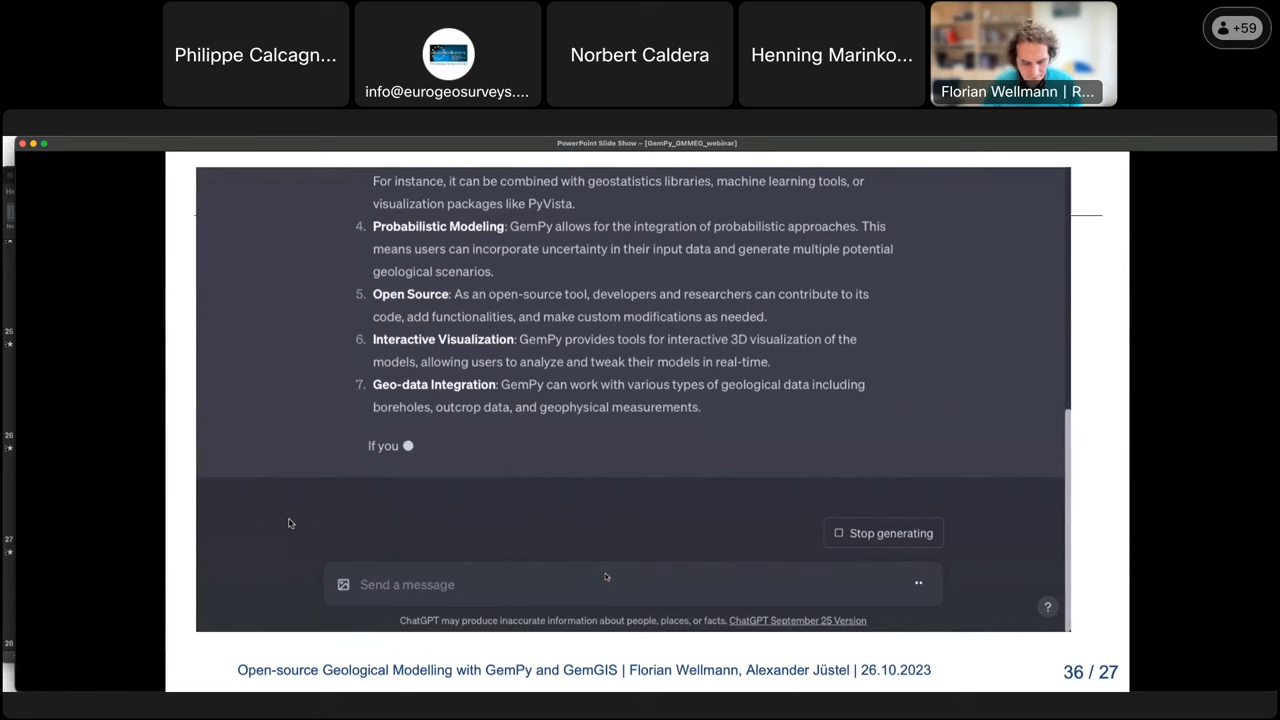 Philippe Calcagn...
info@eurogeosurveys....
Norbert Caldera
Henning Marinko...
Florian Wellmann | R...
+59
PowerPoint Slide Show – [GemPy_GMMEG_webinar]
For instance, it can be combined with geostatistics libraries, machine learning tools, or
visualization packages like PyVista.
4. Probabilistic Modeling: GemPy allows for the integration of probabilistic approaches. This
means users can incorporate uncertainty in their input data and generate multiple potential
geological scenarios.
5. Open Source: As an open-source tool, developers and researchers can contribute to its
code, add functionalities, and make custom modifications as needed.
6. Interactive Visualization: GemPy provides tools for interactive 3D visualization of the
models, allowing users to analyze and tweak their models in real-time.
7. Geo-data Integration: GemPy can work with various types of geological data including
boreholes, outcrop data, and geophysical measurements.
If you
Stop generating
Send a message
ChatGPT may produce inaccurate information about people, places, or facts. ChatGPT September 25 Version
?
25
26
27
28
Open-source Geological Modelling with GemPy and GemGIS | Florian Wellmann, Alexander Jüstel | 26.10.2023
36 / 27